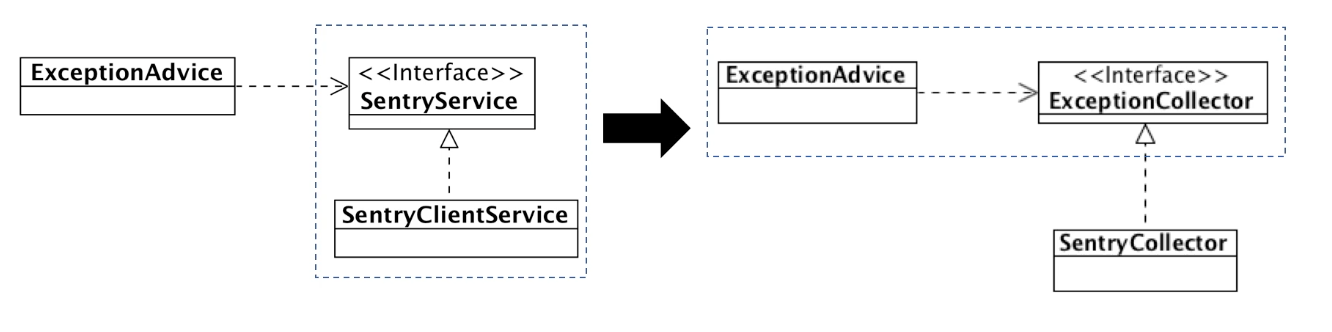 ExceptionAdvice
<<Interface>>
SentryService
SentryClientService
ExceptionAdvice
<<Interface>>
ExceptionCollector
SentryCollector